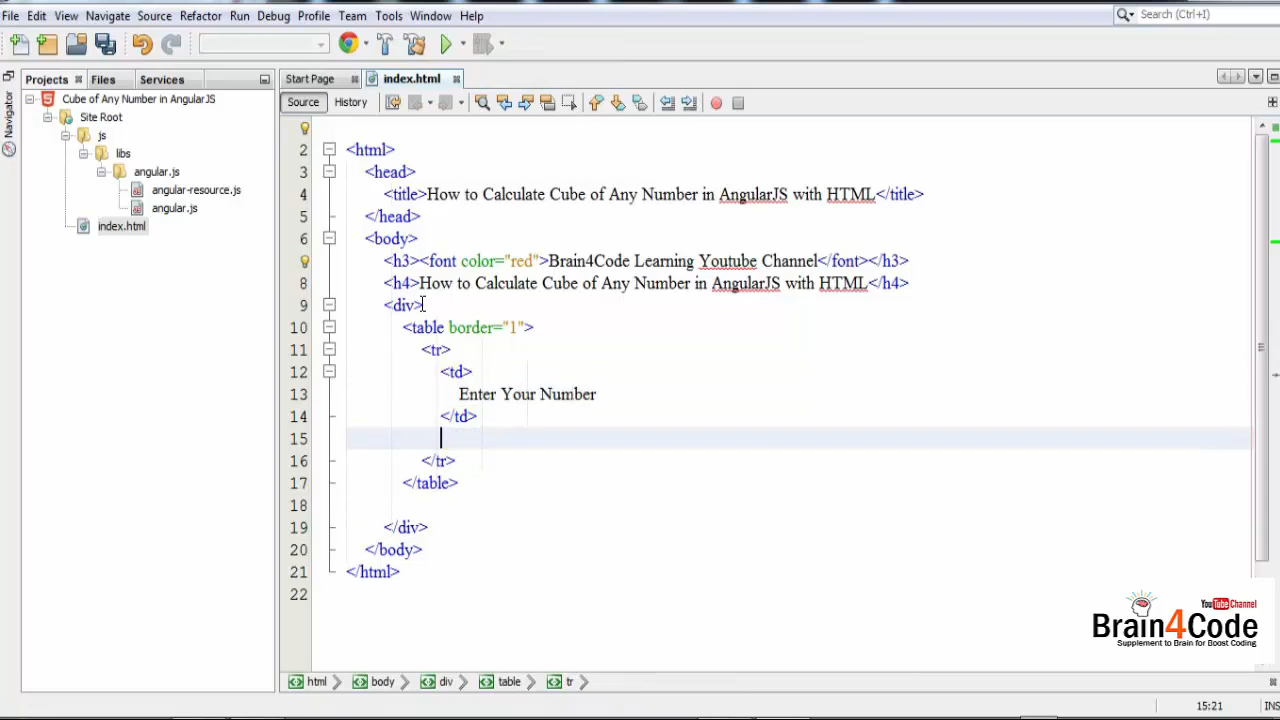 File Edit View Navigate Source Refactor Run Debug Profile Team Tools Window Help
Search (Ctrl+I)
Projects Files Services
Start Page index.html
Source History
Navigator
Cube of Any Number in AngularJS
Site Root
js
libs
angular.js
angular-resource.js
angular.js
index.html
2 <html>
3 <head>
4 <title>How to Calculate Cube of Any Number in AngularJS with HTML</title>
5 </head>
6 <body>
<h3><font color="red">Brain4Code Learning Youtube Channel</font></h3>
8 <h4>How to Calculate Cube of Any Number in AngularJS with HTML</h4>
9 <div>
10 <table border="1">
11 <tr>
12 <td>
13 Enter Your Number
14 </td>
15
16 </tr>
17 </table>
18
19 </div>
20 </body>
21 </html>
22
YouTube Channel
Brain4Code
Supplement to Brain for Boost Coding
html body div table tr
15:21 INS